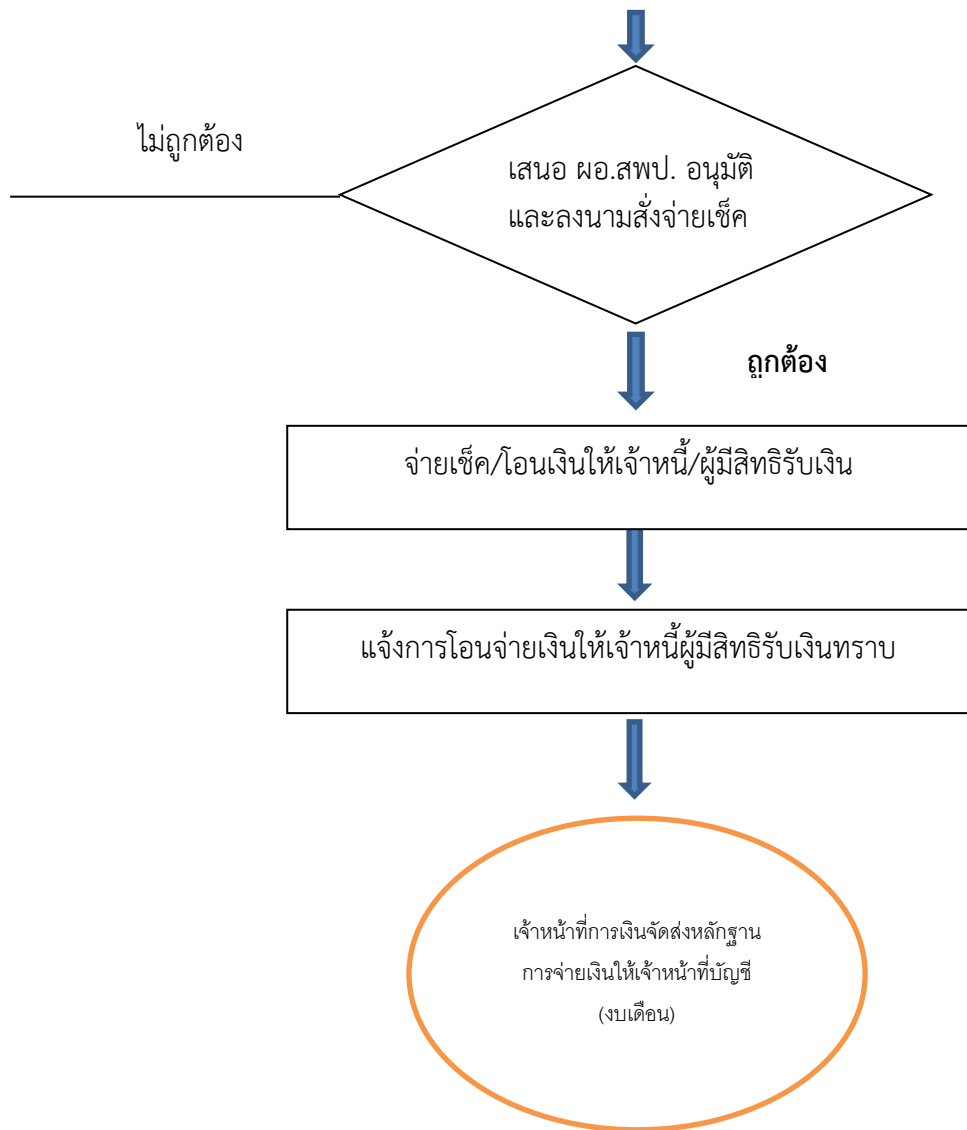 ไม่ถูกต้อง
เสนอ ผอ.สพป. อนุมัติ
และลงนามสั่งจ่ายเช็ค
ถูกต้อง
จ่ายเช็ค/โอนเงินให้เจ้าหนี้/ผู้มีสิทธิรับเงิน
แจ้งการโอนจ่ายเงินให้เจ้าหนี้ผู้มีสิทธิรับเงินทราบ
เจ้าหน้าที่การเงินจัดส่งหลักฐาน
การจ่ายเงินให้เจ้าหน้าที่บัญชี
(งบเดือน)